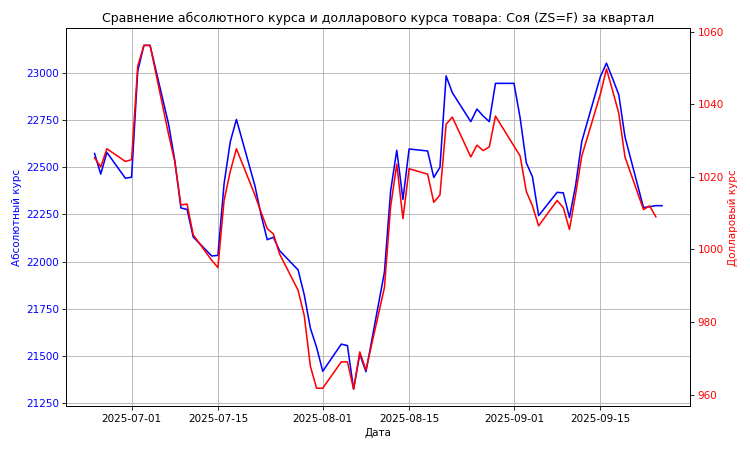 Сравнение абсолютного курса и долларового курса товара: Соя (ZS=F) за квартал
1060
23000
1040
22750
22500
1020
22250
1000
22000
21750
980
21500
960
21250
Абсолютный курс
Долларовый курс
2025-07-01 2025-07-15 2025-08-01 2025-08-15 2025-09-01 2025-09-15
Дата